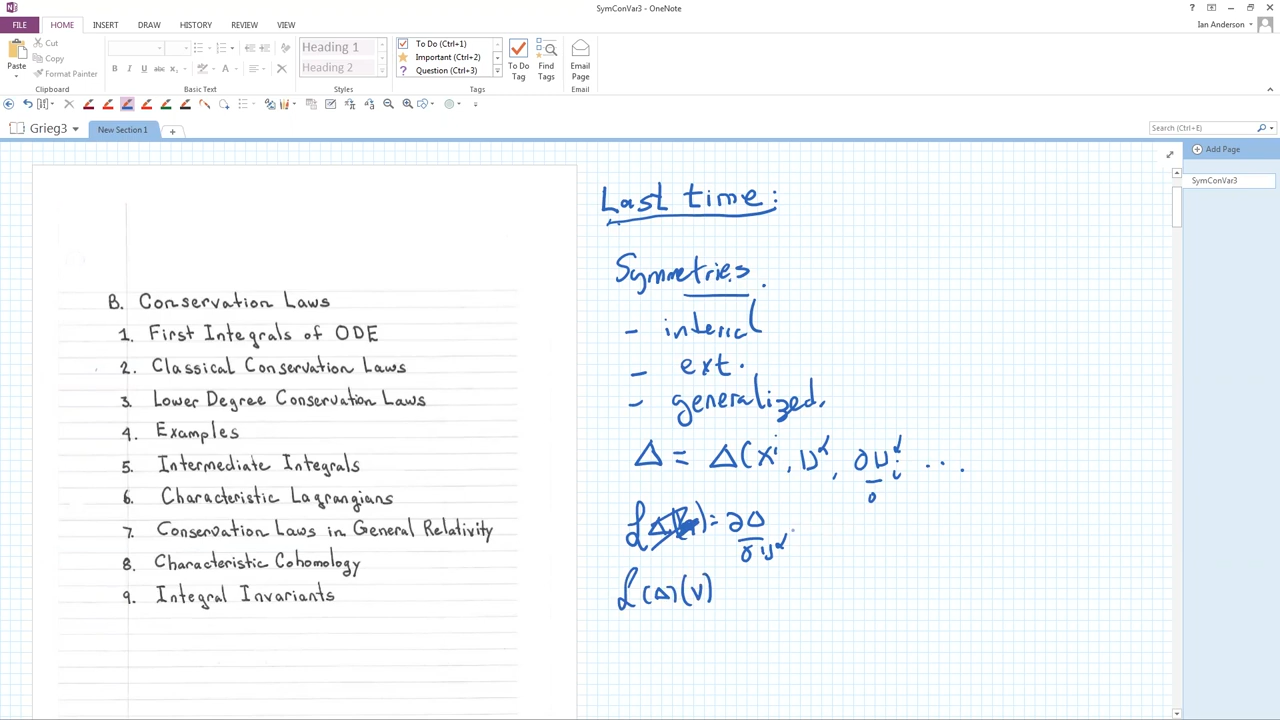 SymConVar3 - OneNote
FILE HOME INSERT DRAW HISTORY REVIEW VIEW
Ian Anderson
Paste
Cut
Copy
Format Painter
Clipboard
B I U abc
Basic Text
Heading 1
Heading 2
Styles
To Do (Ctrl+1)
Important (Ctrl+2)
Question (Ctrl+3)
To Do Tag
Find Tags
Tags
Email Page
Email
Grieg3
New Section 1
Search (Ctrl+E)
Add Page
SymConVar3
B. Conservation Laws
1. First Integrals of ODE
2. Classical Conservation Laws
3. Lower Degree Conservation Laws
4. Examples
5. Intermediate Integrals
6. Characteristic Lagrangians
7. Conservation Laws in General Relativity
8. Characteristic Cohomology
9. Integral Invariants
Last time:
Symmetries.
- internal
- ext.
- generalized.
Δ = Δ(x^i, u^α, ∂u^α_i ...
= ∂Δ/∂u^α
ℒ(Δ)(V)